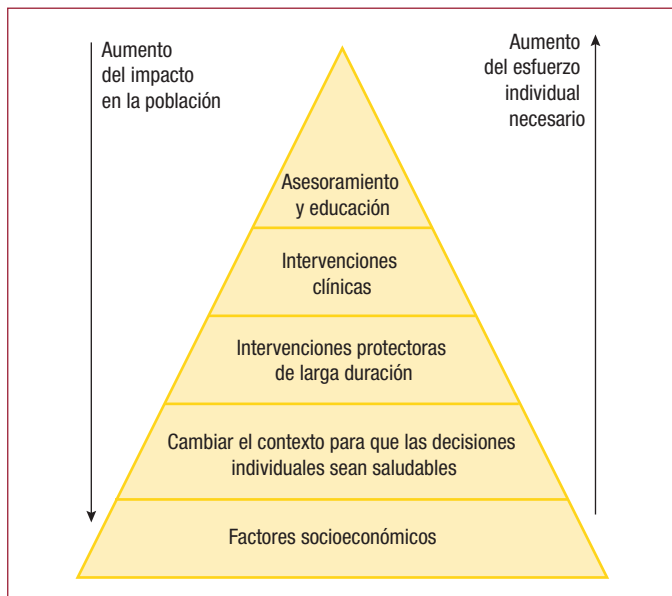 Aumento
del impacto
en la población
Aumento
del esfuerzo
individual
necesario
Asesoramiento
y educación
Intervenciones
clínicas
Intervenciones protectoras
de larga duración
Cambiar el contexto para que las decisiones
individuales sean saludables
Factores socioeconómicos